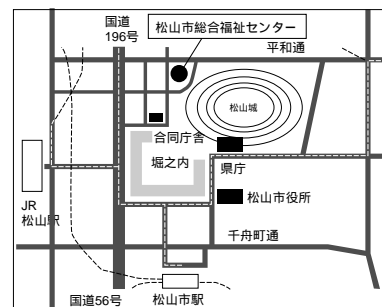 国道
196号
松山市総合福祉センター
平和通
松山城
合同庁舎
堀之内
県庁
JR
松山駅
松山市役所
千舟町通
国道56号
松山市駅